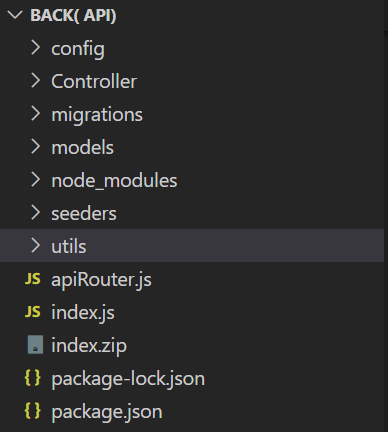 BACK( API)
config
Controller
migrations
models
node_modules
seeders
utils
JS apiRouter.js
JS index.js
index.zip
{ } package-lock.json
{ } package.json